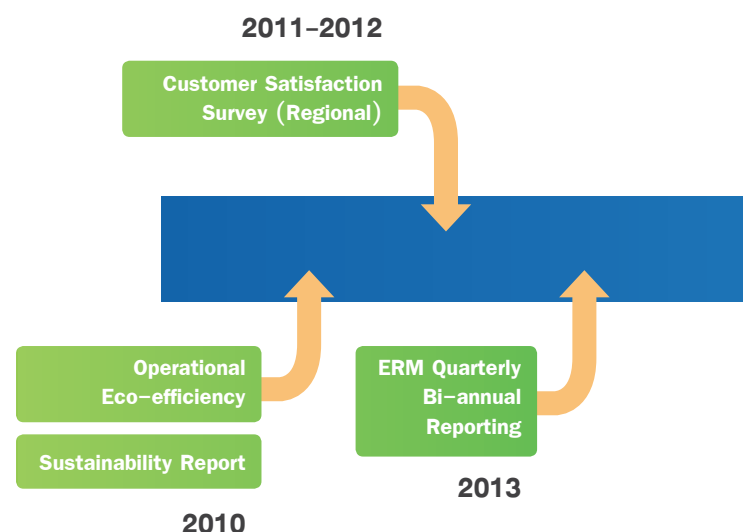 2011–2012
Customer Satisfaction
Survey (Regional)
Operational
Eco–efficiency
Sustainability Report
2010
ERM Quarterly
Bi–annual
Reporting
2013